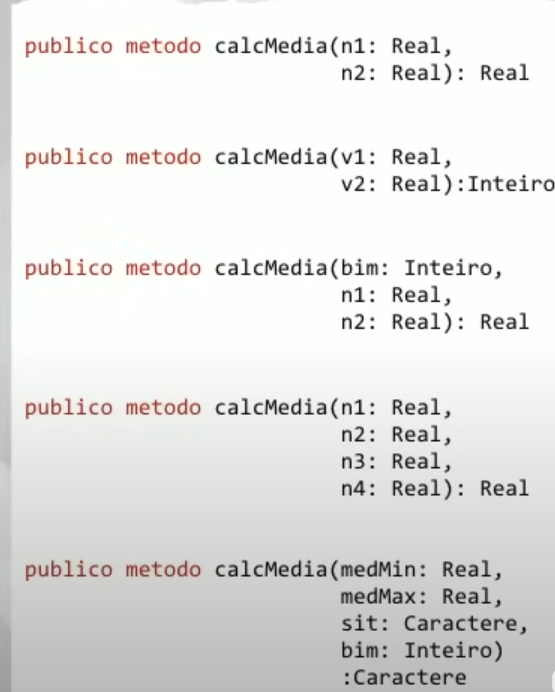 publico metodo calcMedia(n1: Real,
n2: Real): Real
publico metodo calcMedia(v1: Real,
v2: Real):Inteiro
publico metodo calcMedia(bim: Inteiro,
n1: Real,
n2: Real): Real
publico metodo calcMedia(n1: Real,
n2: Real,
n3: Real,
n4: Real): Real
publico metodo calcMedia(medMin: Real,
medMax: Real,
sit: Caractere,
bim: Inteiro)
:Caractere